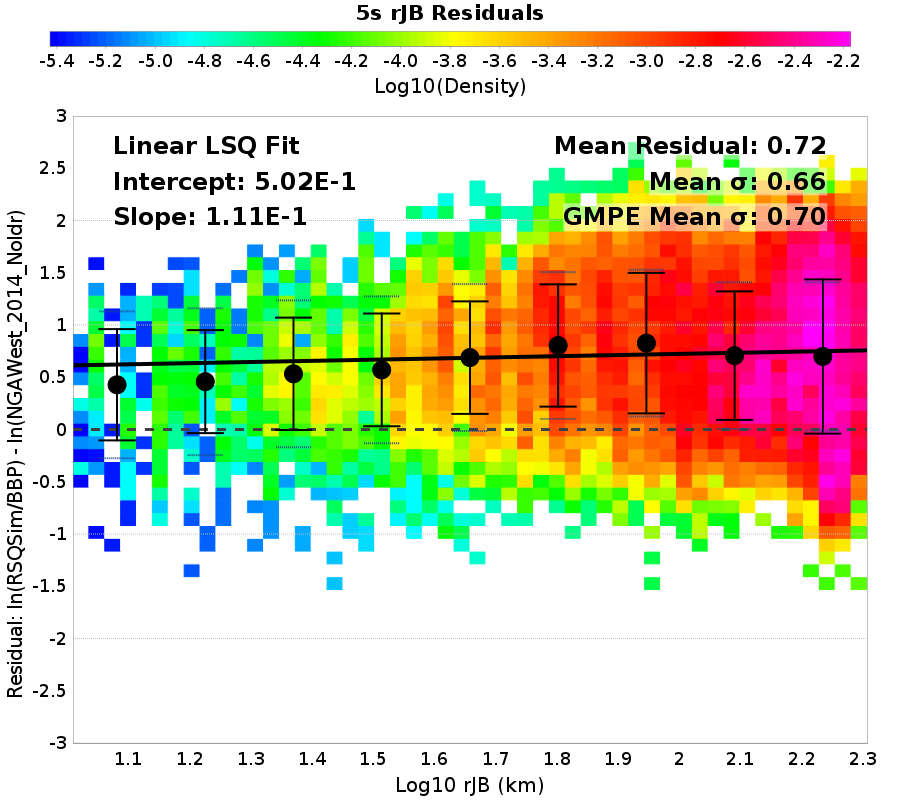 5s rJB Residuals
-5.4 -5.2 -5.0 -4.8 -4.6 -4.4 -4.2 -4.0 -3.8 -3.6 -3.4 -3.2 -3.0 -2.8 -2.6 -2.4 -2.2
Log10(Density)
Linear LSQ Fit
Intercept: 5.02E-1
Slope: 1.11E-1
Mean Residual: 0.72
Mean σ: 0.66
GMPE Mean σ: 0.70
Residual: ln(RSQSim/BBP) - ln(NGAWest_2014_NoIdr)
3
2.5
2
1.5
1
0.5
0
-0.5
-1
-1.5
-2
-2.5
-3
1.1 1.2 1.3 1.4 1.5 1.6 1.7 1.8 1.9 2 2.1 2.2 2.3
Log10 rJB (km)